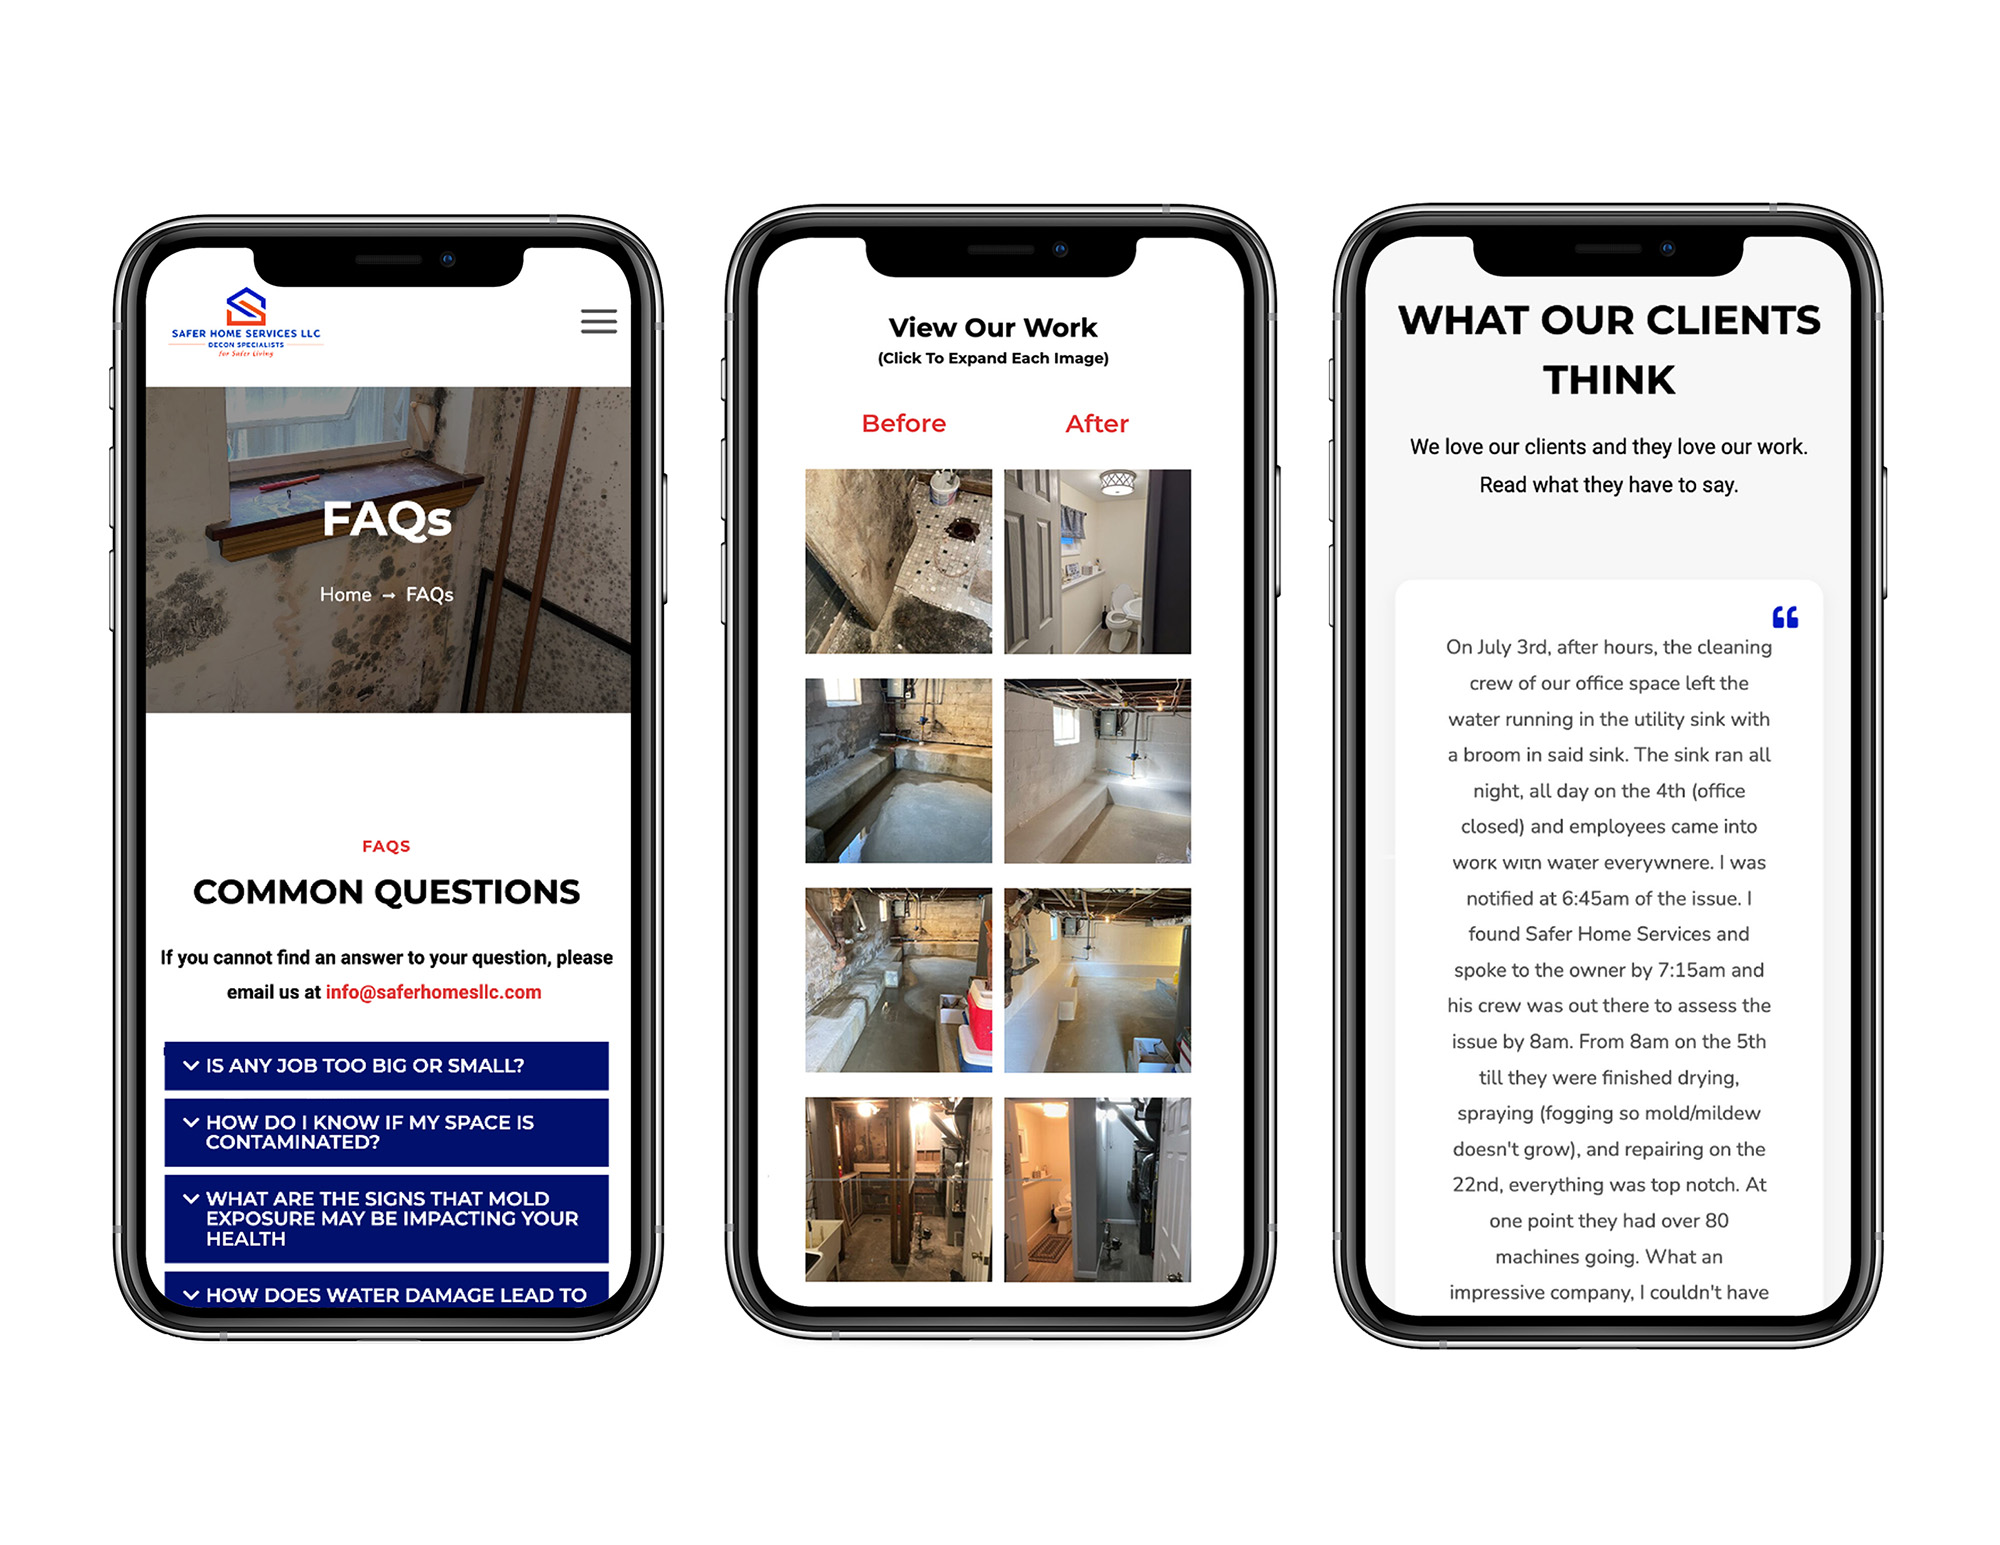 SAFER HOME SERVICES LLC
DECON SPECIALISTS
for Safer Living
FAQs
Home → FAQs
FAQS
COMMON QUESTIONS
If you cannot find an answer to your question, please
email us at info@saferhomesllc.com
IS ANY JOB TOO BIG OR SMALL?
HOW DO I KNOW IF MY SPACE IS
CONTAMINATED?
WHAT ARE THE SIGNS THAT MOLD
EXPOSURE MAY BE IMPACTING YOUR
HEALTH
HOW DOES WATER DAMAGE LEAD TO
View Our Work
(Click To Expand Each Image)
Before After
WHAT OUR CLIENTS
THINK
We love our clients and they love our work.
Read what they have to say.
“
On July 3rd, after hours, the cleaning
crew of our office space left the
water running in the utility sink with
a broom in said sink. The sink ran all
night, all day on the 4th (office
closed) and employees came into
work with water everywhere. I was
notified at 6:45am of the issue. I
found Safer Home Services and
spoke to the owner by 7:15am and
his crew was out there to assess the
issue by 8am. From 8am on the 5th
till they were finished drying,
spraying (fogging so mold/mildew
doesn't grow), and repairing on the
22nd, everything was top notch. At
one point they had over 80
machines going. What an
impressive company, I couldn't have